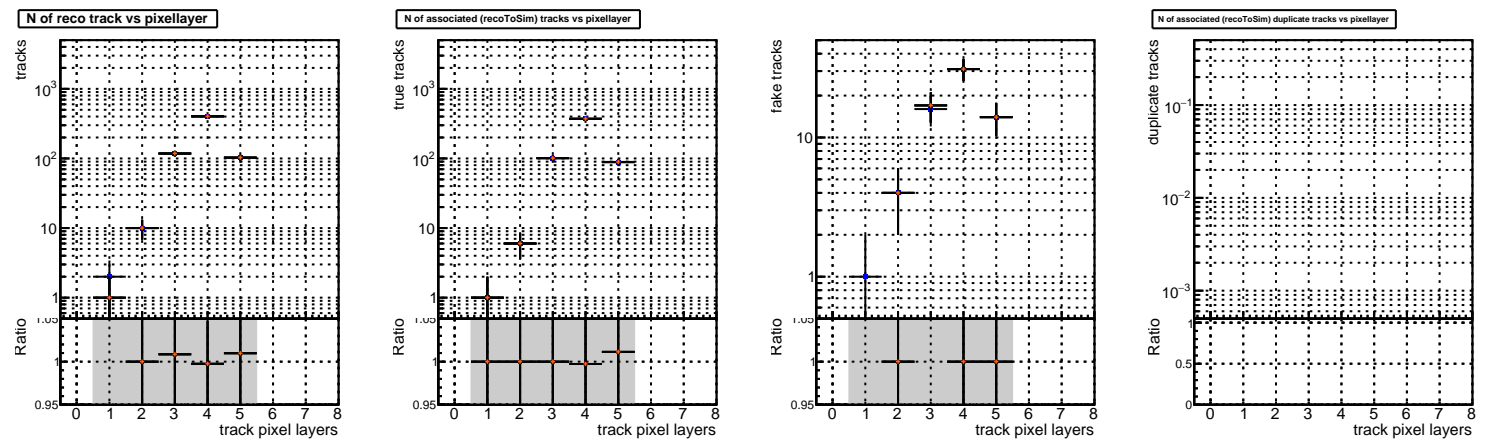 N of reco track vs pixellayer
tracks
10³
10²
10
1
Ratio
1.05
1
0.95
0 1 2 3 4 5 6 7 8
track pixel layers
N of associated (recoToSim) tracks vs pixellayer
true tracks
10³
10²
10
1
Ratio
1.05
1
0.95
0 1 2 3 4 5 6 7 8
track pixel layers
fake tracks
10
1
Ratio
1.05
1
0.95
0 1 2 3 4 5 6 7 8
track pixel layers
N of associated (recoToSim) duplicate tracks vs pixellayer
duplicate tracks
10⁻¹
10⁻²
10⁻³
Ratio
1
0.5
0
0 1 2 3 4 5 6 7 8
track pixel layers